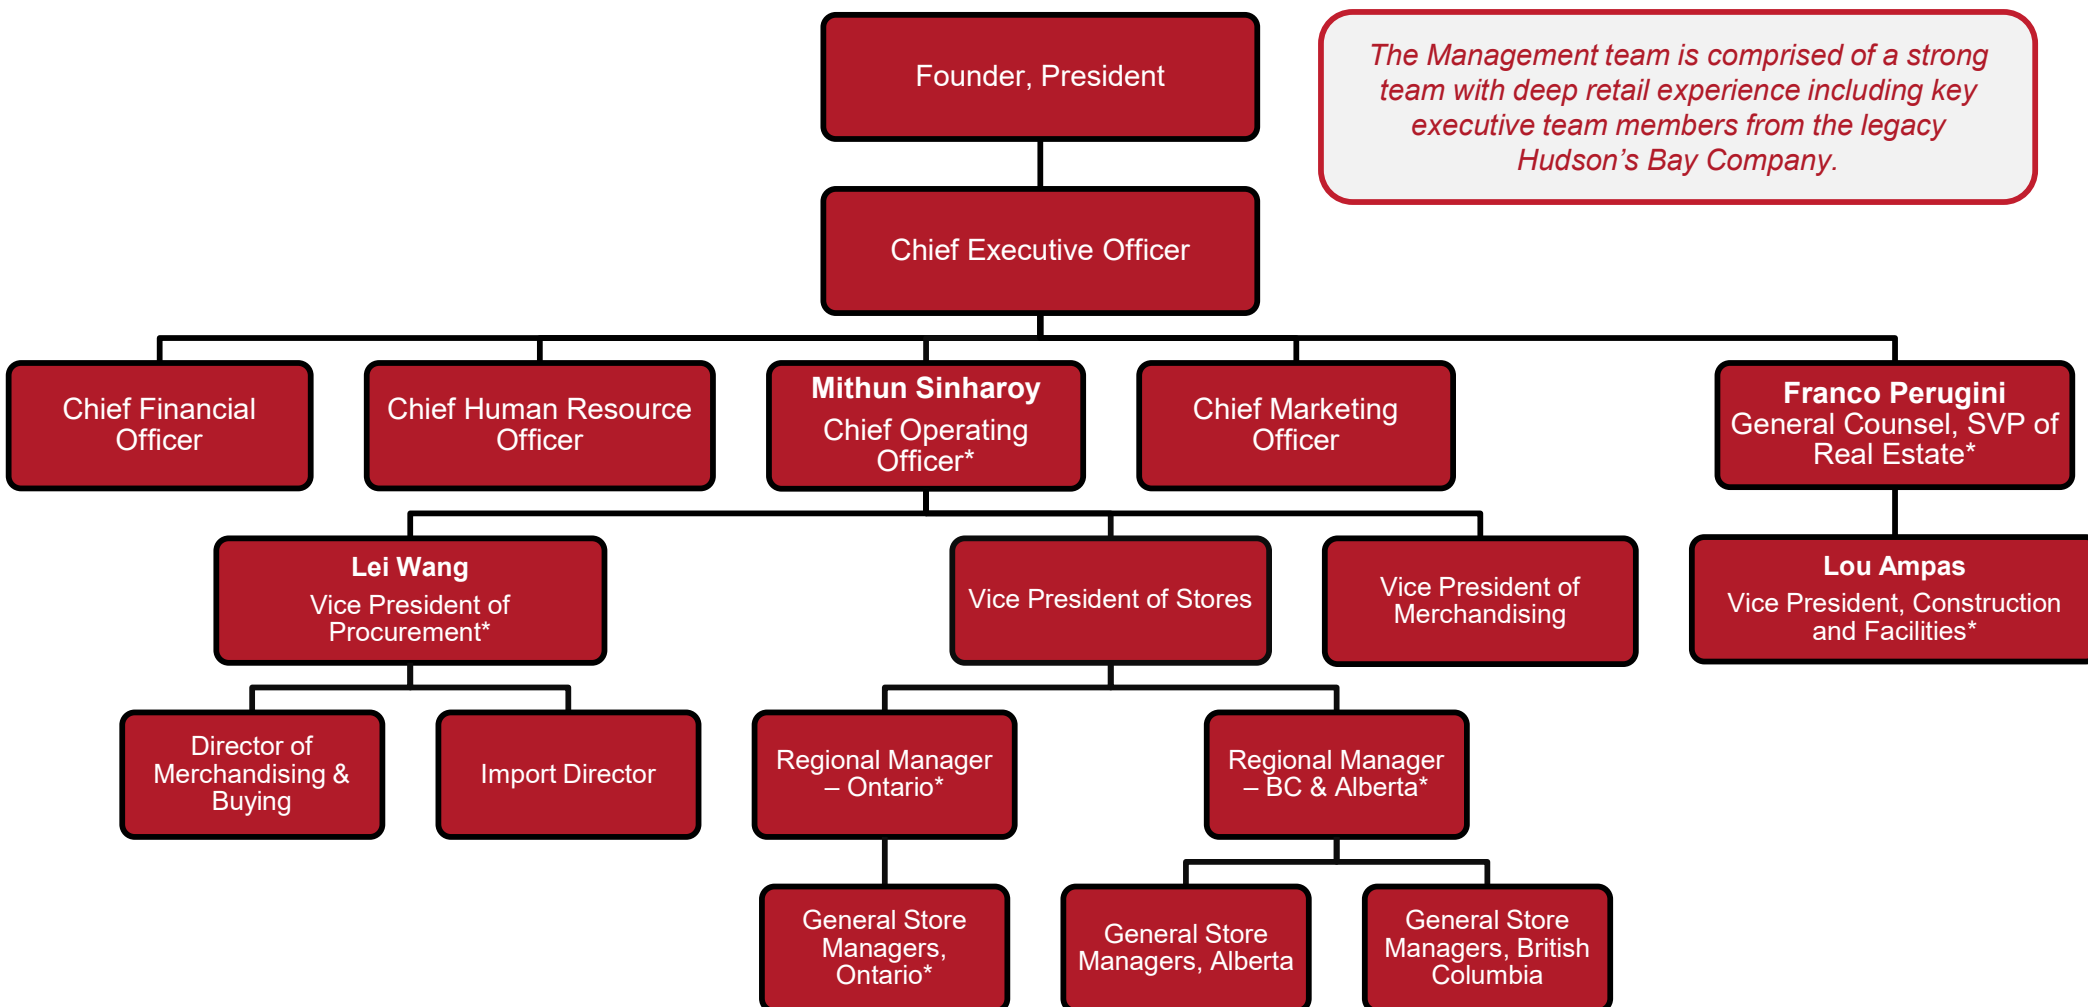 Founder, President
The Management team is comprised of a strong
team with deep retail experience including key
executive team members from the legacy
Hudson’s Bay Company.
Chief Executive Officer
Chief Financial
Officer
Chief Human Resource
Officer
Mithun Sinharoy
Chief Operating
Officer*
Chief Marketing
Officer
Franco Perugini
General Counsel, SVP of
Real Estate*
Lei Wang
Vice President of
Procurement*
Vice President of Stores
Vice President of
Merchandising
Lou Ampas
Vice President, Construction
and Facilities*
Director of
Merchandising &
Buying
Import Director
Regional Manager
– Ontario*
Regional Manager
– BC & Alberta*
General Store
Managers,
Ontario*
General Store
Managers, Alberta
General Store
Managers, British
Columbia